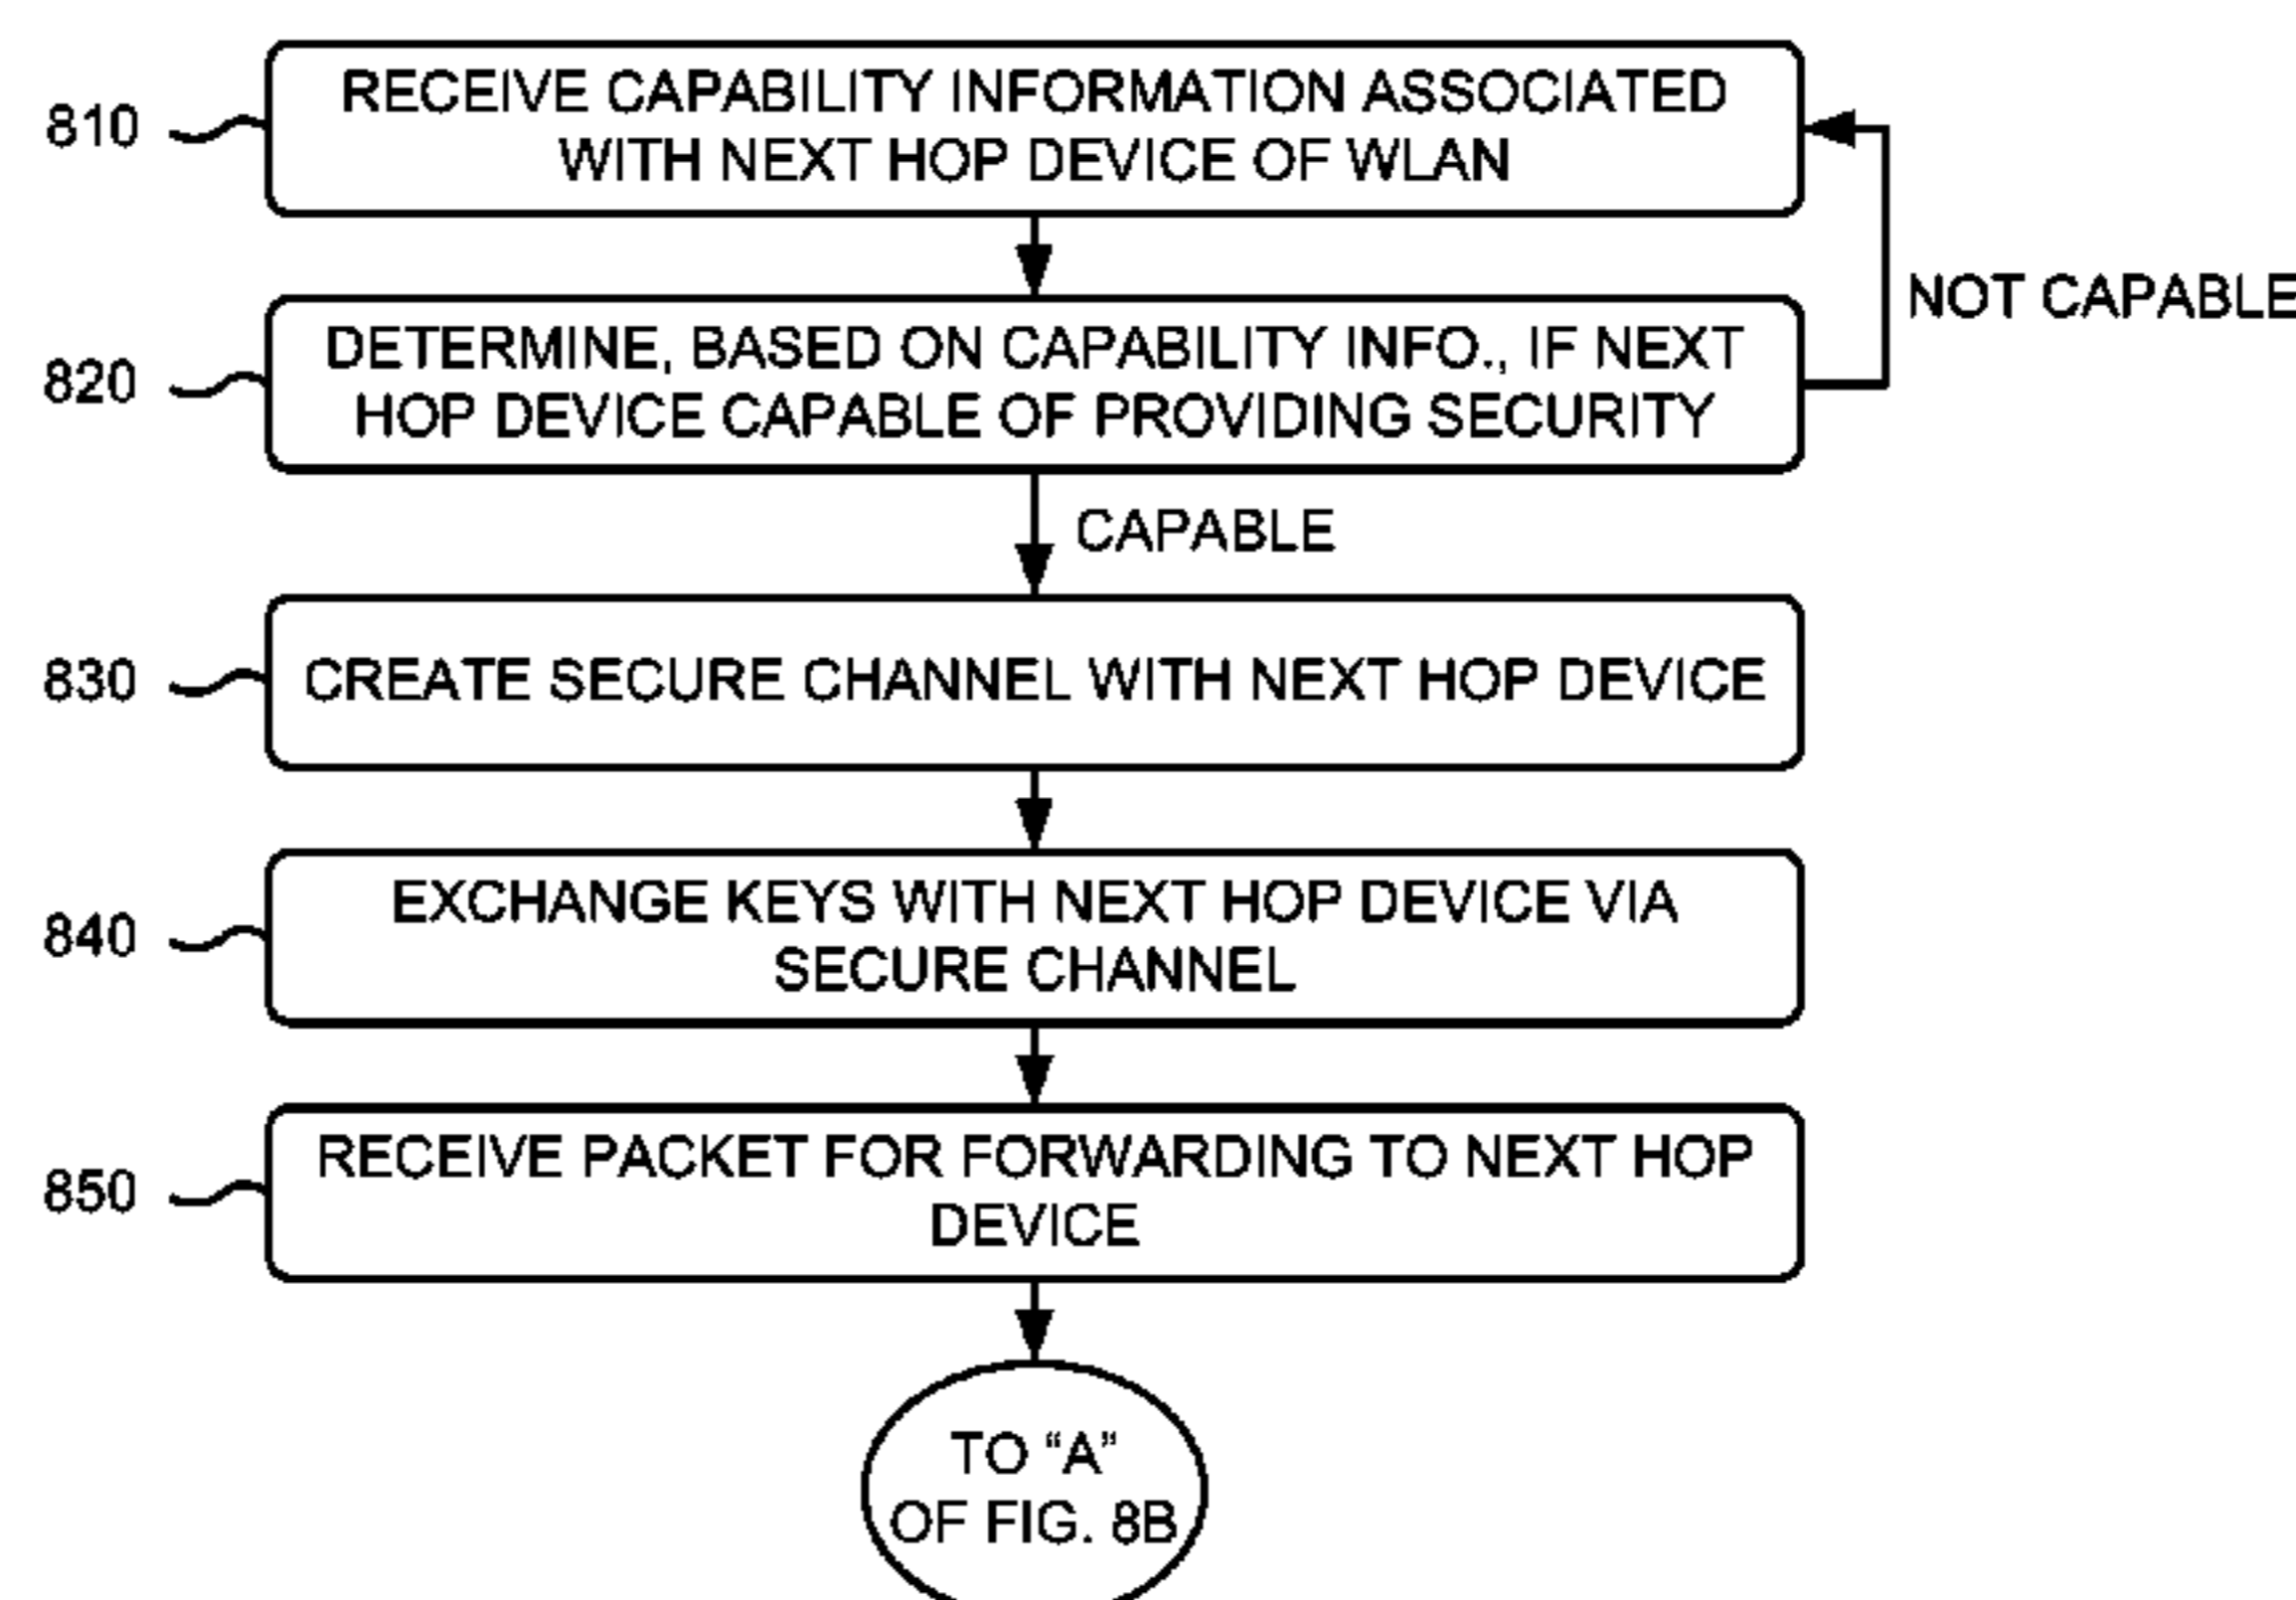 810
RECEIVE CAPABILITY INFORMATION ASSOCIATED
WITH NEXT HOP DEVICE OF WLAN
NOT CAPABLE
820
DETERMINE, BASED ON CAPABILITY INFO., IF NEXT
HOP DEVICE CAPABLE OF PROVIDING SECURITY
CAPABLE
830
CREATE SECURE CHANNEL WITH NEXT HOP DEVICE
840
EXCHANGE KEYS WITH NEXT HOP DEVICE VIA
SECURE CHANNEL
850
RECEIVE PACKET FOR FORWARDING TO NEXT HOP
DEVICE
TO “A”
OF FIG. 8B